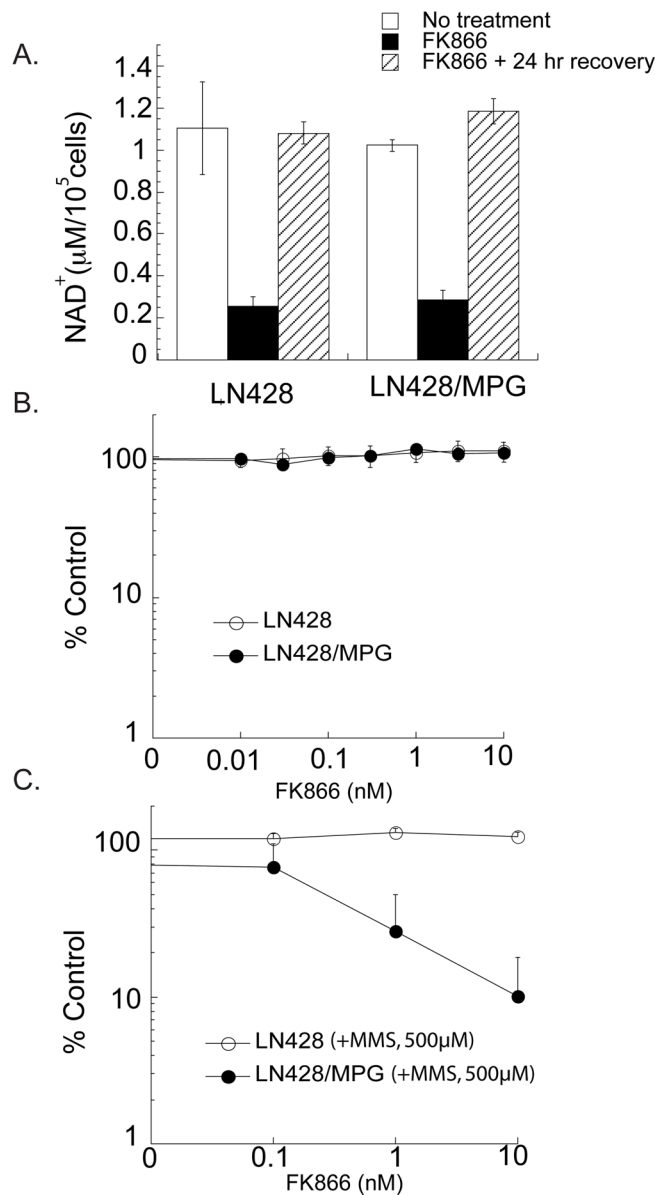 No treatment
FK866
FK866 + 24 hr recovery
A.
NAD+ (μM/105 cells)
1.4
1.2
1
0.8
0.6
0.4
0.2
0
LN428
LN428/MPG
B.
% Control
100
10
1
LN428
LN428/MPG
0
0.01
0.1
1
10
FK866 (nM)
C.
% Control
100
10
1
LN428 (+MMS, 500μM)
LN428/MPG (+MMS, 500μM)
0
0.1
1
10
FK866 (nM)